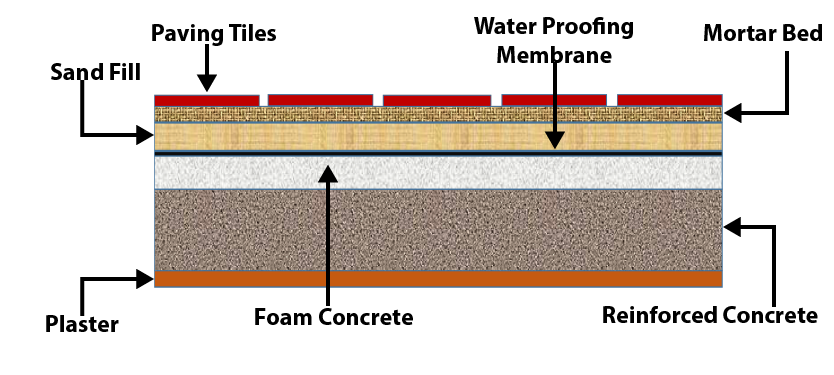 Paving Tiles
Water Proofing
Membrane
Mortar Bed
Sand Fill
Plaster
Foam Concrete
Reinforced Concrete